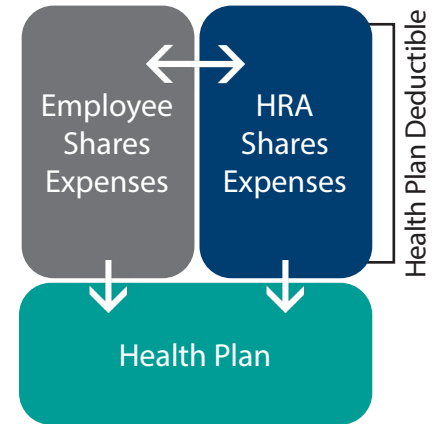 Employee
Shares
Expenses
HRA
Shares
Expenses
Health Plan Deductible
Health Plan